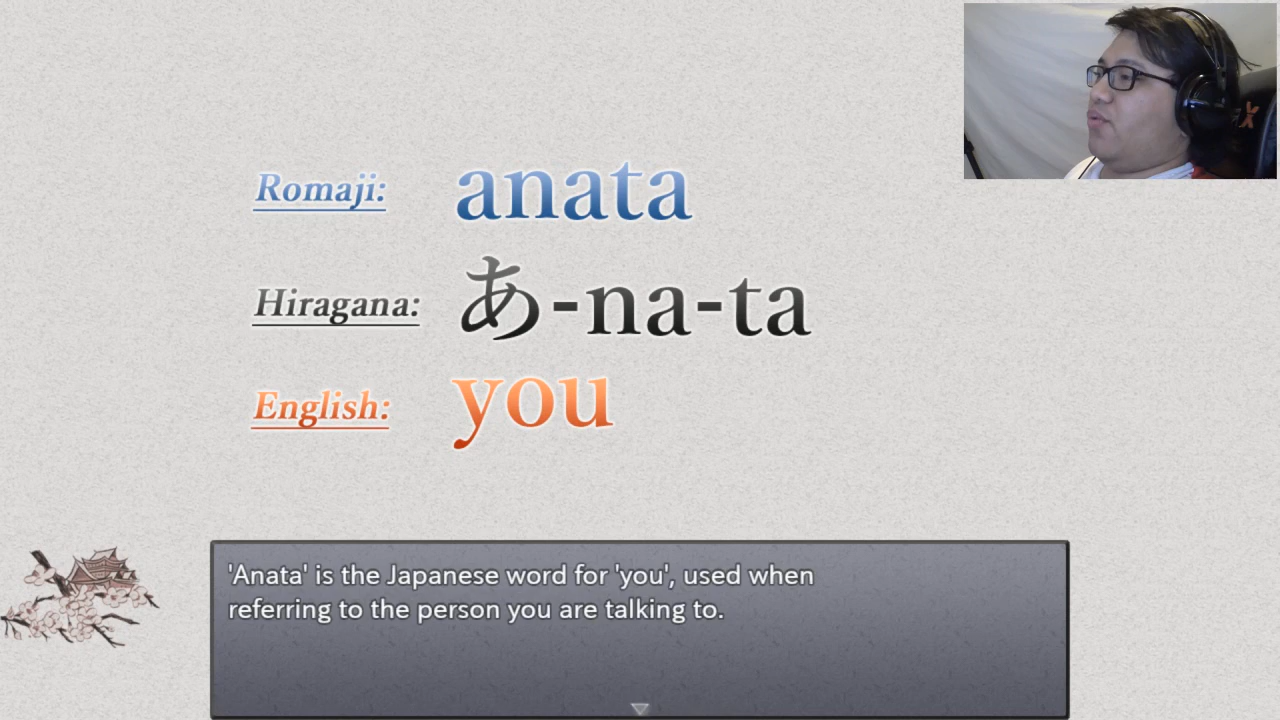 Romaji: anata
Hiragana: あ-na-ta
English: you
'Anata' is the Japanese word for 'you', used when
referring to the person you are talking to.